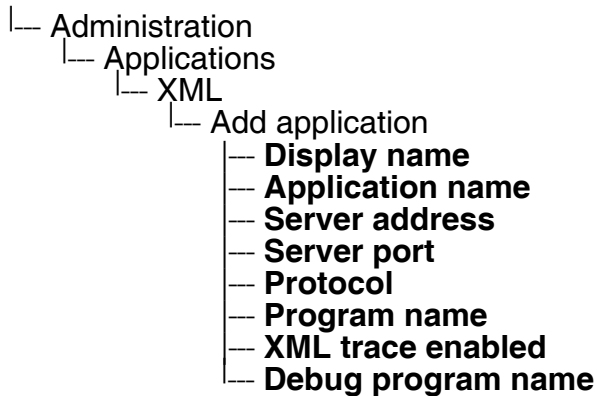 |--- Administration
|--- Applications
|--- XML
|--- Add application
|--- Display name
|--- Application name
|--- Server address
|--- Server port
|--- Protocol
|--- Program name
|--- XML trace enabled
|--- Debug program name